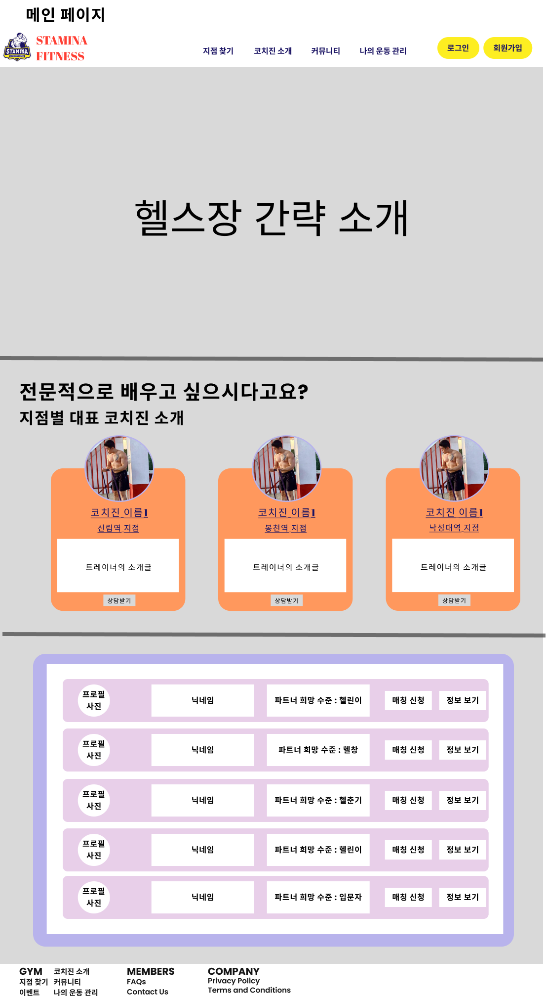 메인 페이지
STAMINA
FITNESS CENTRE
STAMINA
FITNESS
지점 찾기 코치진 소개 커뮤니티 나의 운동 관리 로그인 회원가입
헬스장 간략 소개
전문적으로 배우고 싶으시다고요?
지점별 대표 코치진 소개
코치진 이름1
신림역 지점
트레이너의 소개글
상담받기
코치진 이름1
봉천역 지점
트레이너의 소개글
상담받기
코치진 이름1
낙성대역 지점
트레이너의 소개글
상담받기
프로필
사진
닉네임 파트너 희망 수준 : 헬린이 매칭 신청 정보 보기
프로필
사진
닉네임 파트너 희망 수준 : 헬창 매칭 신청 정보 보기
프로필
사진
닉네임 파트너 희망 수준 : 헬춘기 매칭 신청 정보 보기
프로필
사진
닉네임 파트너 희망 수준 : 헬린이 매칭 신청 정보 보기
프로필
사진
닉네임 파트너 희망 수준 : 입문자 매칭 신청 정보 보기
GYM
지점 찾기
이벤트
코치진 소개
커뮤니티
나의 운동 관리
MEMBERS
FAQs
Contact Us
COMPANY
Privacy Policy
Terms and Conditions